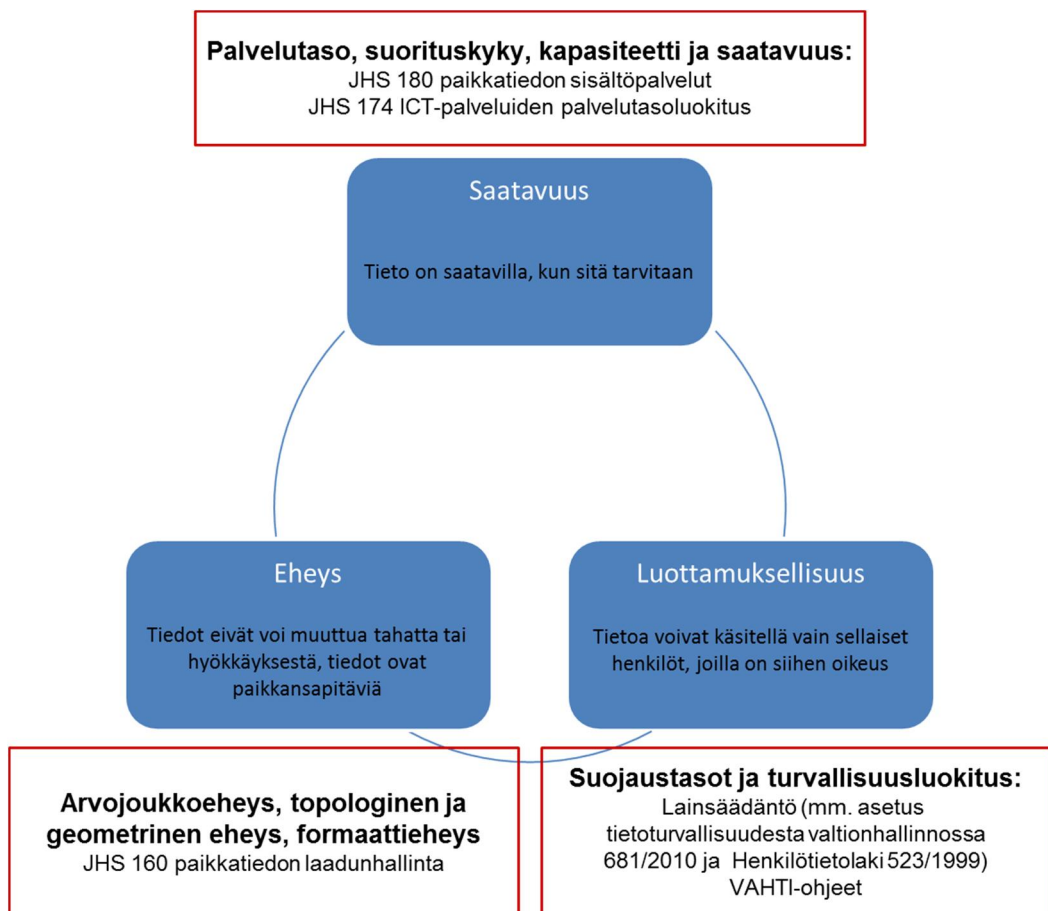 Palvelutaso, suorituskyky, kapasiteetti ja saatavuus:
JHS 180 paikkatiedon sisältöpalvelut
JHS 174 ICT-palveluiden palvelutasoluokitus
Saatavuus
Tieto on saatavilla, kun sitä tarvitaan
Eheys
Tiedot eivät voi muuttua tahatta tai
hyökkäyksestä, tiedot ovat
paikkansapitäviä
Luottamuksellisuus
Tietoa voivat käsitellä vain sellaiset
henkilöt, joilla on siihen oikeus
Arvojoukkoeheys, topologinen ja
geometrinen eheys, formaattieheys
JHS 160 paikkatiedon laadunhallinta
Suojaustasot ja turvallisuusluokitus:
Lainsäädäntö (mm. asetus
tietoturvallisuudesta valtionhallinnossa
681/2010 ja Henkilötietolaki 523/1999)
VAHTI-ohjeet